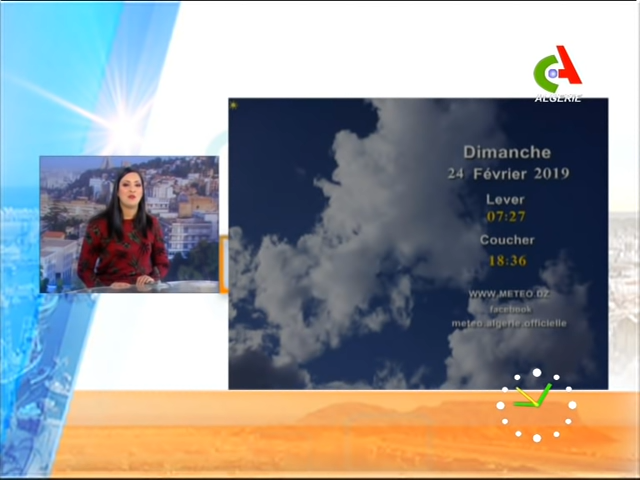 ALGERIE
Dimanche
24 Février 2019
Lever
07:27
Coucher
18:36
WWW.METEO.DZ
facebook
meteo.algerie.officielle